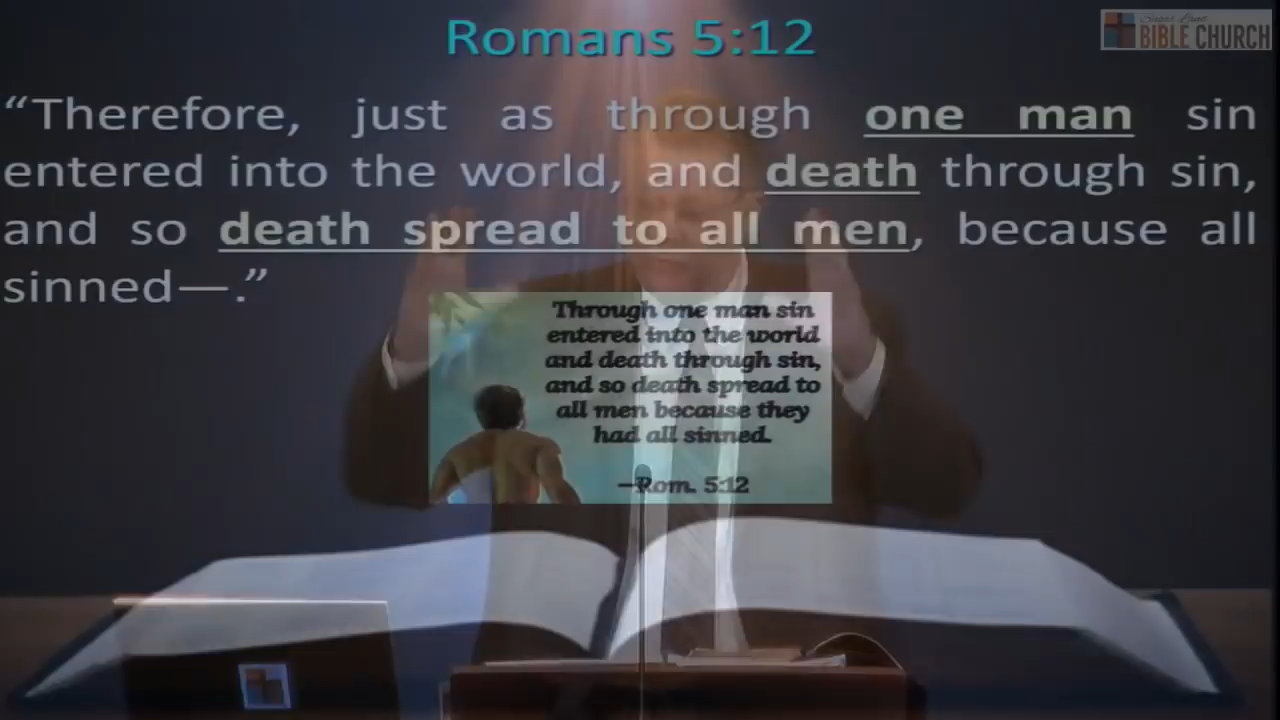 Romans 5:12
BIBLE CHURCH
“Therefore, just as through one man sin
entered into the world, and death through sin,
and so death spread to all men, because all
sinned—.”
Through one man sin
entered into the world
and death through sin,
and so death spread to
all men because they
had all sinned.
—Rom. 5:12